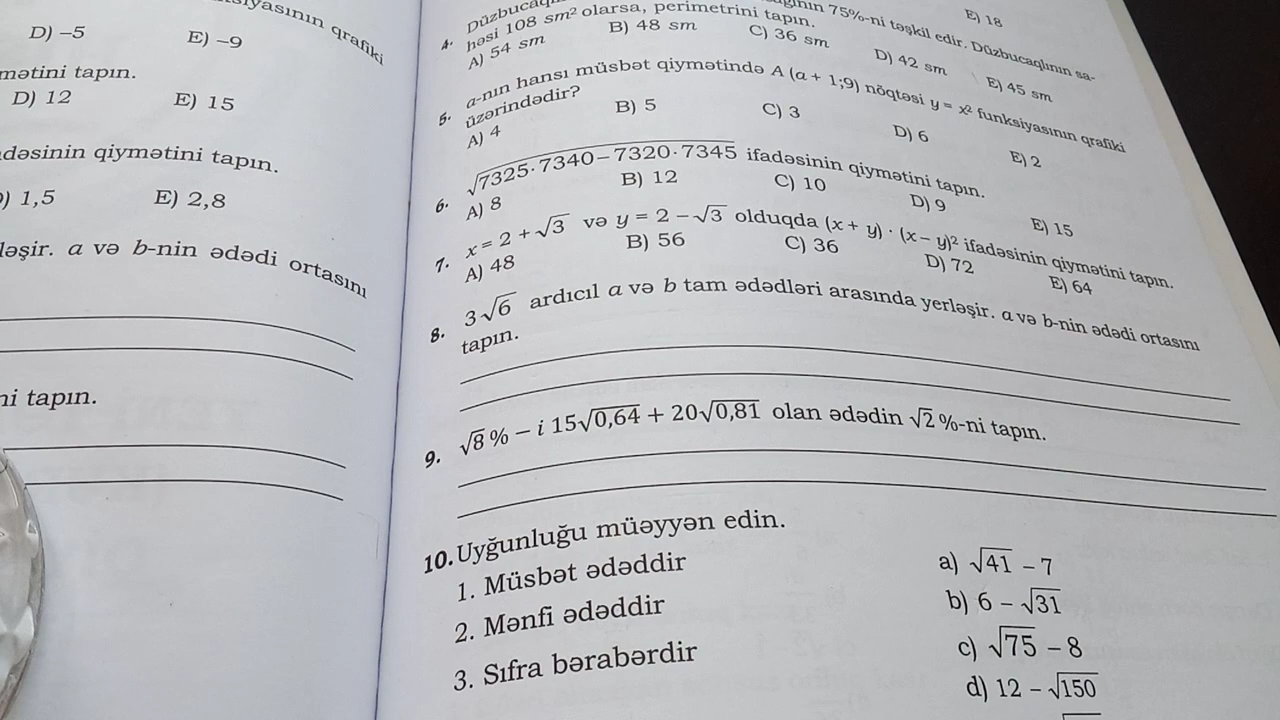 qrafiki
D) –5 E) –9
mətini tapın.
D) 12 E) 15
dəsinin qiymətini tapın.
) 1,5 E) 2,8
ləşir. a və b-nin ədədi ortasını
ni tapın.
E) 18
4. 75%-ni təşkil edir. Düzbucaqlının sa-
həsi 108 sm² olarsa, perimetrini tapın.
A) 54 sm B) 48 sm C) 36 sm D) 42 sm E) 45 sm
5. a-nın hansı müsbət qiymətində A (a + 1;9) nöqtəsi y = x² funksiyasının qrafiki
üzərindədir?
A) 4 B) 5 C) 3 D) 6 E) 2
6. √(7325·7340–7320·7345) ifadəsinin qiymətini tapın.
A) 8 B) 12 C) 10 D) 9 E) 15
7. x = 2 + √3 və y = 2 – √3 olduqda (x + y) · (x – y)² ifadəsinin qiymətini tapın.
A) 48 B) 56 C) 36 D) 72 E) 64
8. 3√6 ardıcıl a və b tam ədədləri arasında yerləşir. a və b-nin ədədi ortasını
tapın.
9. √8 % – i 15√0,64 + 20√0,81 olan ədədin √2 %-ni tapın.
10. Uyğunluğu müəyyən edin.
1. Müsbət ədəddir a) √41 – 7
2. Mənfi ədəddir b) 6 – √31
3. Sıfra bərabərdir c) √75 – 8
d) 12 – √150